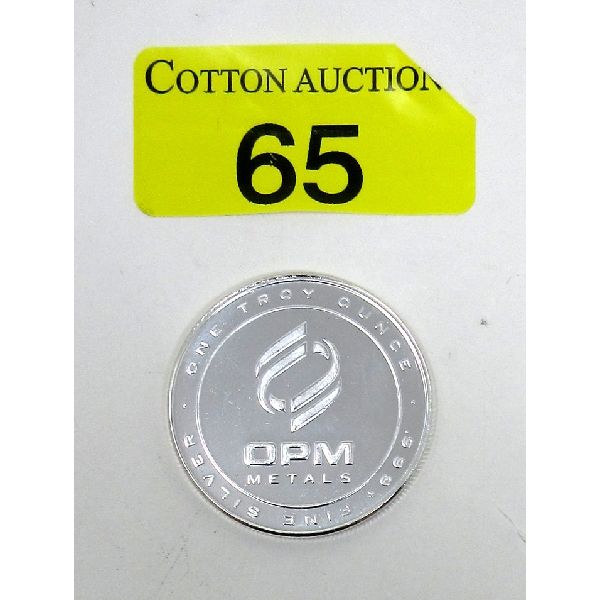 COTTON AUCTION
65
ONE TROY OUNCE
OPM
METALS
.999+ FINE SILVER